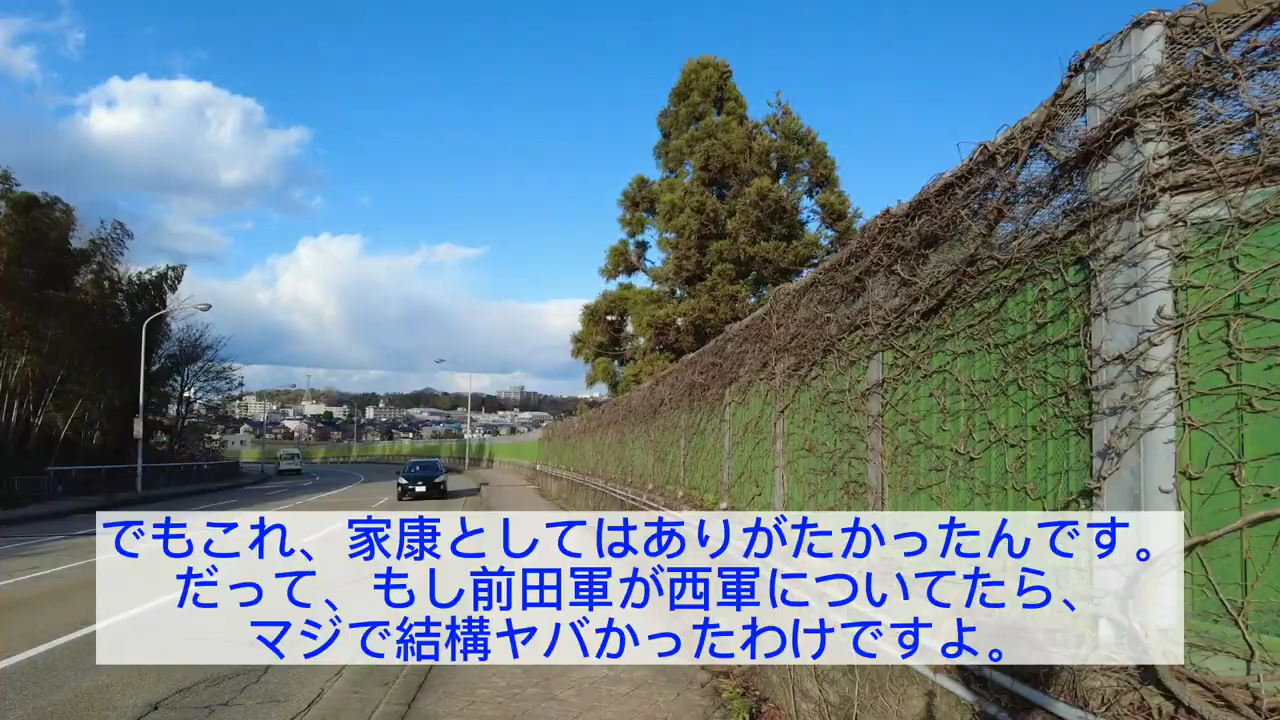 でもこれ、家康としてはありがたかったんです。
だって、もし前田軍が西軍についてたら、
マジで結構ヤバかったわけですよ。